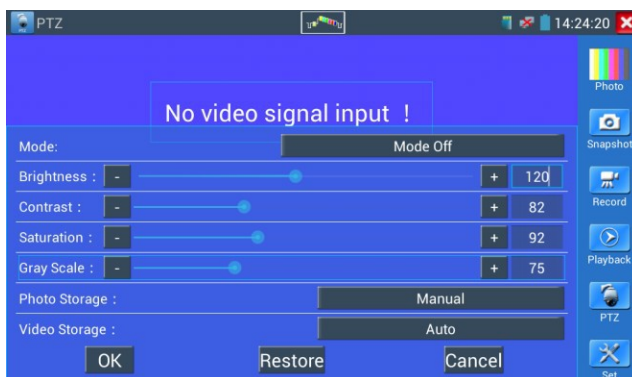 PTZ 14:24:20
No video signal input !
Mode: Mode Off
Brightness : - + 120
Contrast : - + 82
Saturation : - + 92
Gray Scale : - + 75
Photo Storage : Manual
Video Storage : Auto
OK Restore Cancel
Photo
Snapshot
Record
Playback
PTZ
Set